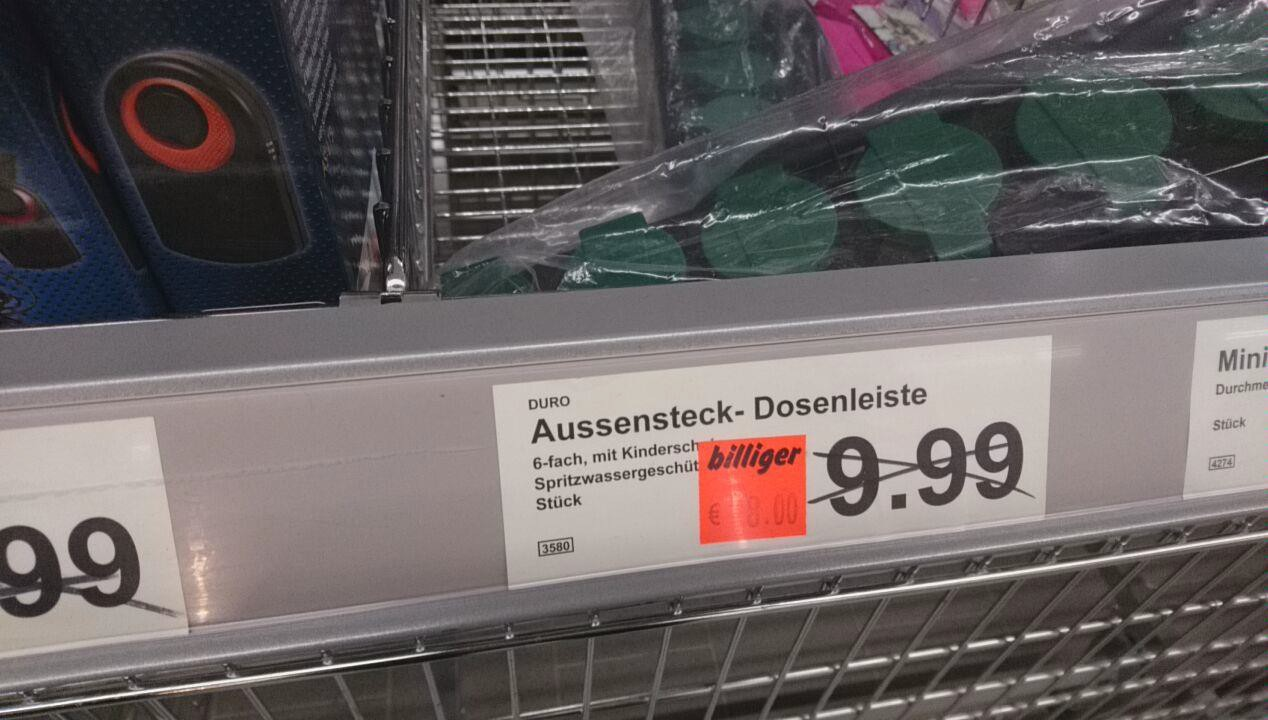 99
DURO
Aussensteck- Dosenleiste
6-fach, mit Kindersch
Spritzwassergeschüt
Stück
3580
billiger
€ 8.00
9.99
Mini
Durchme
Stück
4274